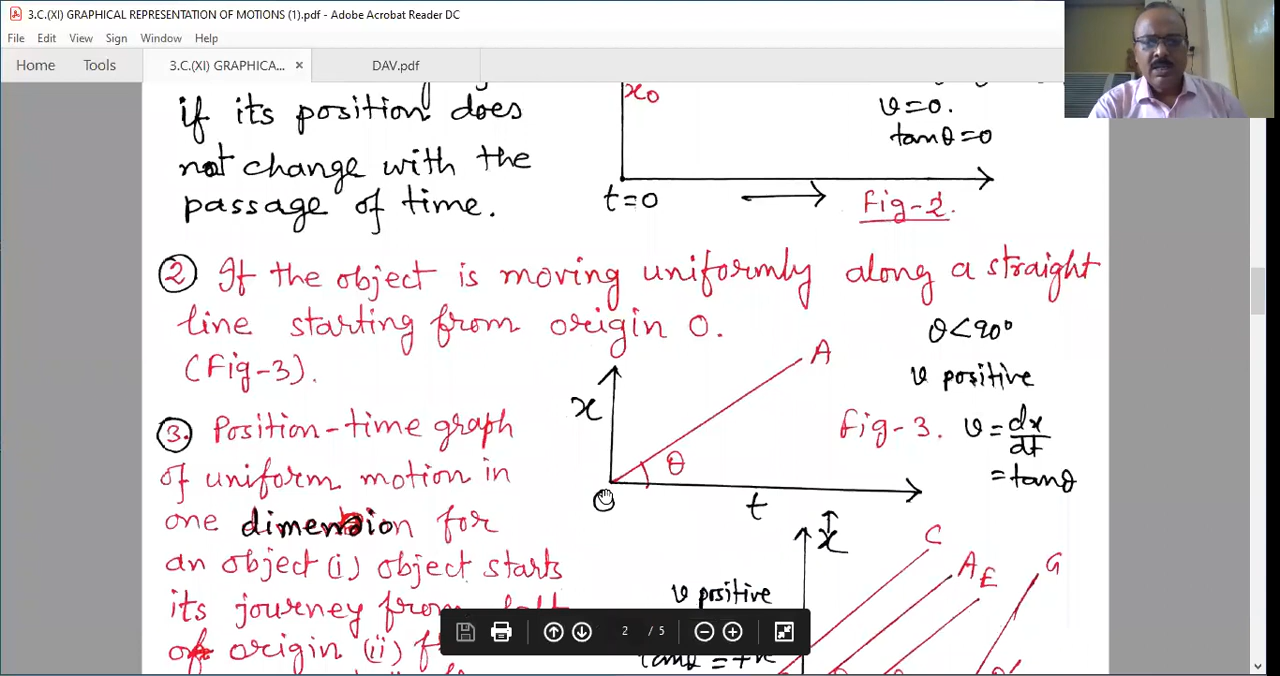 3.C.(XI) GRAPHICAL REPRESENTATION OF MOTIONS (1).pdf - Adobe Acrobat Reader DC
File Edit View Sign Window Help
Home Tools 3.C.(XI) GRAPHICA... × DAV.pdf
if its position does
not change with the
passage of time.
x₀
v=0.
tanθ=0
t=0
Fig-2.
② If the object is moving uniformly along a straight
line starting from origin O.
(Fig-3).
θ<90°
v positive
x
A
θ
O
t
Fig-3.
v=dx/dt
=tanθ
③. Position-time graph
of uniform motion in
one dimension for
an object (i) object starts
its journey from
of origin (ii)
x
C
A
E
G
v positive
tanθ=+ve
2 / 5